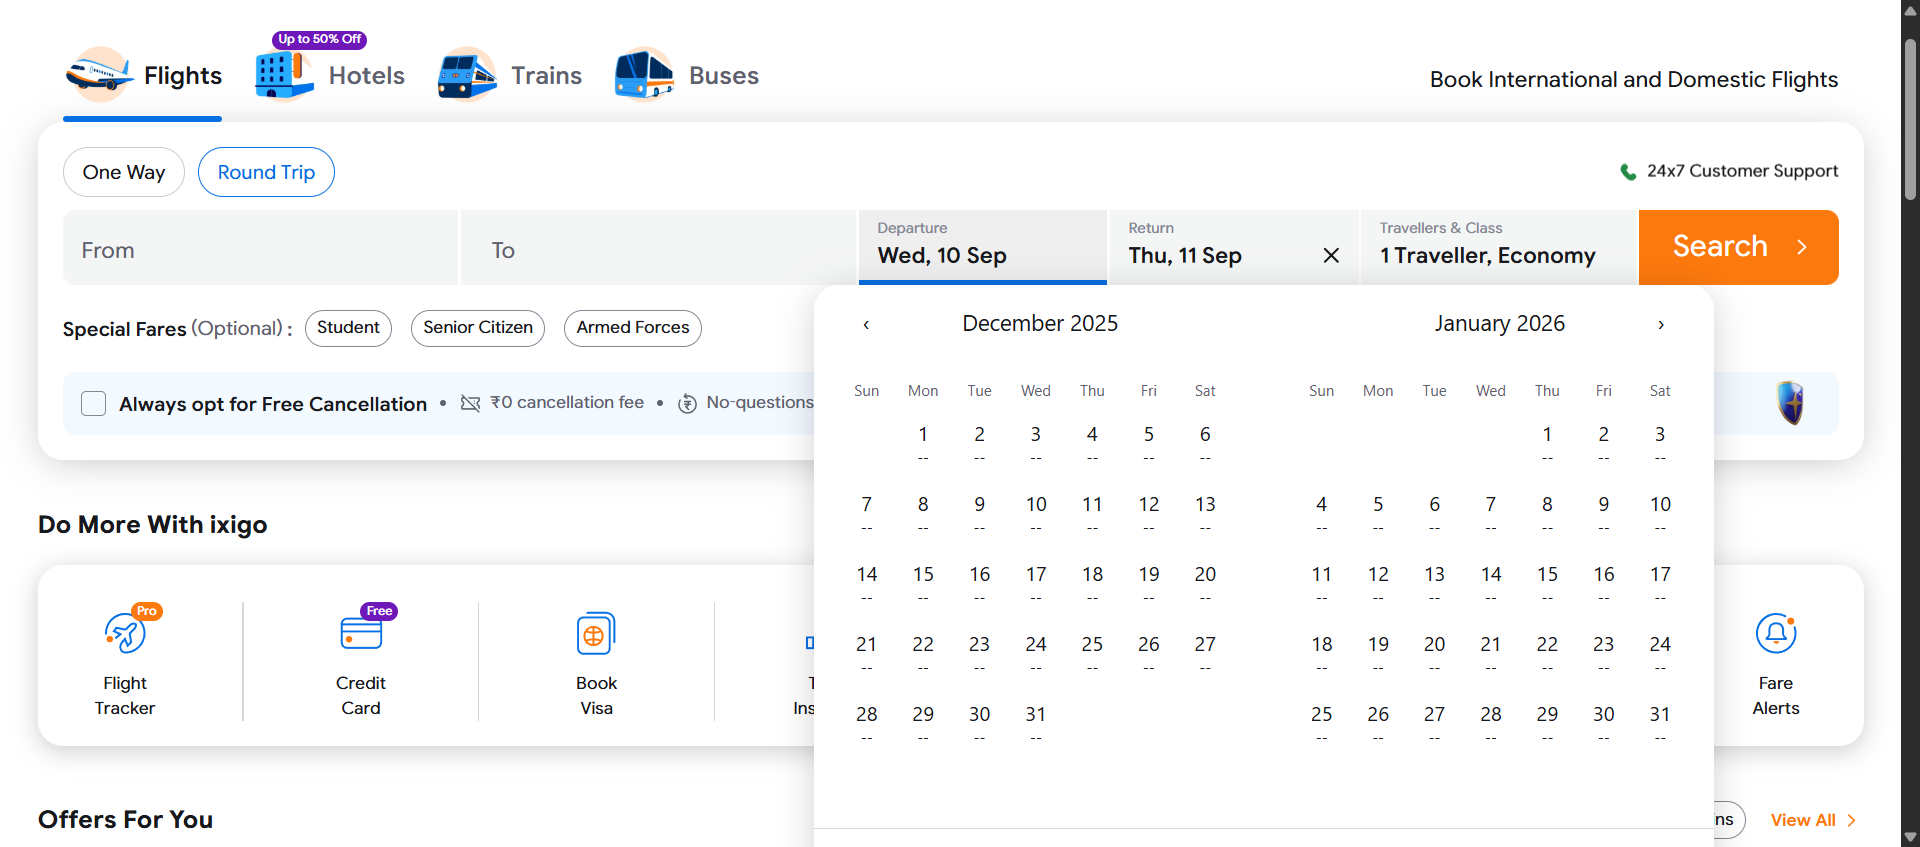 Up to 50% Off
Flights
Hotels
Trains
Buses
Book International and Domestic Flights
One Way
Round Trip
24x7 Customer Support
From
To
Departure
Wed, 10 Sep
Return
Thu, 11 Sep
Travellers & Class
1 Traveller, Economy
Search
Special Fares (Optional) :
Student
Senior Citizen
Armed Forces
Always opt for Free Cancellation • ₹0 cancellation fee • No-questions
December 2025
Sun Mon Tue Wed Thu Fri Sat
1 2 3 4 5 6
-- -- -- -- -- --
7 8 9 10 11 12 13
-- -- -- -- -- -- --
14 15 16 17 18 19 20
-- -- -- -- -- -- --
21 22 23 24 25 26 27
-- -- -- -- -- -- --
28 29 30 31
-- -- -- --
January 2026
Sun Mon Tue Wed Thu Fri Sat
1 2 3
-- -- --
4 5 6 7 8 9 10
-- -- -- -- -- -- --
11 12 13 14 15 16 17
-- -- -- -- -- -- --
18 19 20 21 22 23 24
-- -- -- -- -- -- --
25 26 27 28 29 30 31
-- -- -- -- -- -- --
Do More With ixigo
Pro
Flight
Tracker
Free
Credit
Card
Book
Visa
Fare
Alerts
Offers For You
View All